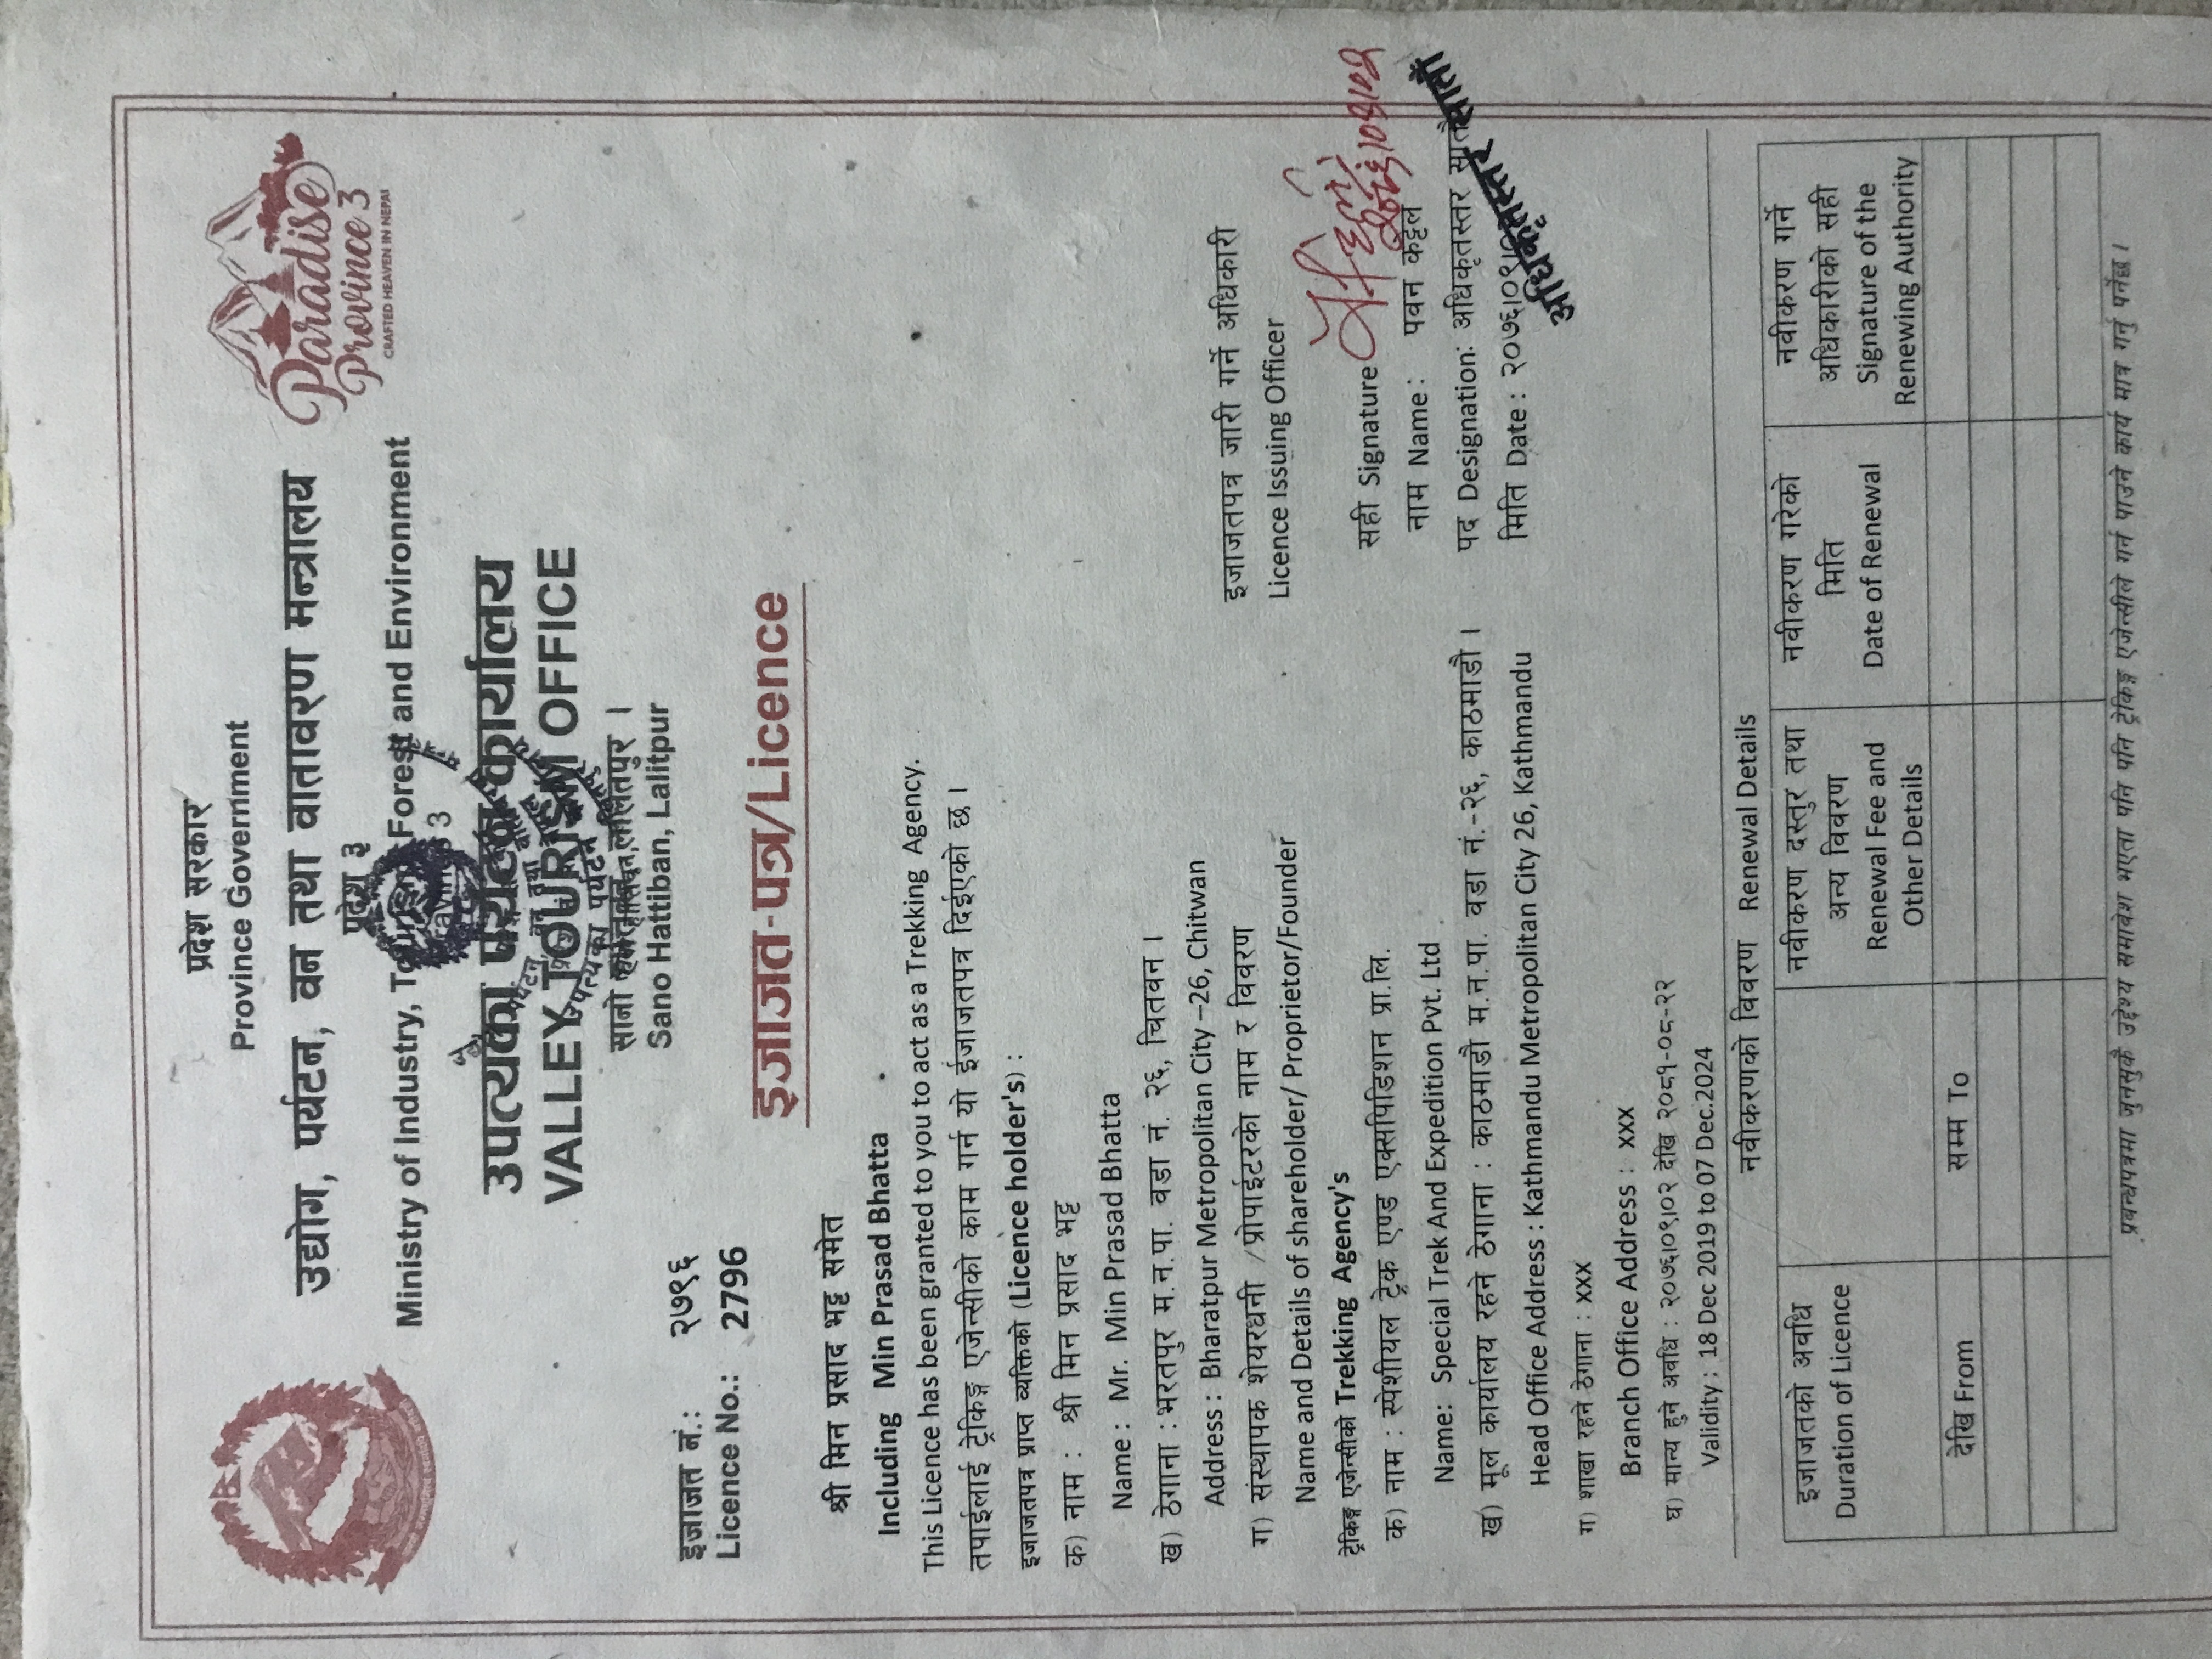 प्रदेश सरकार
Province Government
उद्योग, पर्यटन, वन तथा वातावरण मन्त्रालय
प्रदेश ३
Ministry of Industry, Tourism, Forest and Environment
3
उपत्यका पर्यटन कार्यालय
VALLEY TOURISM OFFICE
सानो हात्तिवन, ललितपुर ।
Sano Hattiban, Lalitpur
Paradise
Province 3
CRAFTED HEAVEN IN NEPAL
इजाजत नं.: २७९६
Licence No.: 2796
इजाजत-पत्र/Licence
श्री मिन प्रसाद भट्ट समेत
Including Min Prasad Bhatta
This Licence has been granted to you to act as a Trekking Agency.
तपाईलाई ट्रेकिङ्ग एजेन्सीको काम गर्न यो ईजाजतपत्र दिईएको छ ।
इजाजतपत्र प्राप्त व्यक्तिको (Licence holder's) :
क) नाम : श्री मिन प्रसाद भट्ट
Name : Mr. Min Prasad Bhatta
ख) ठेगाना : भरतपुर म.न.पा. वडा नं. २६, चितवन ।
Address : Bharatpur Metropolitan City–26, Chitwan
ग) संस्थापक शेयरधनी /प्रोपाईटरको नाम र विवरण
Name and Details of shareholder/ Proprietor/Founder
ट्रेकिङ्ग एजेन्सीको Trekking Agency's
क) नाम : स्पेशीयल ट्रेक एण्ड एक्सपिडिशन प्रा.लि.
Name: Special Trek And Expedition Pvt. Ltd
ख) मूल कार्यालय रहने ठेगाना : काठमाडौ म.न.पा. वडा नं.-२६, काठमाडौ ।
Head Office Address : Kathmandu Metropolitan City 26, Kathmandu
ग) शाखा रहने ठेगाना : xxx
Branch Office Address : xxx
घ) मान्य हुने अवधि : २०७६।०९।०२ देखि २०८१-०८-२२
Validity : 18 Dec 2019 to 07 Dec.2024
इजाजतपत्र जारी गर्ने अधिकारी
Licence Issuing Officer
सही Signature
नाम Name : पवन कट्टेल
पद Designation: अधिकृतस्तर सातौ
मिति Date : २०७६।०९।
अधिकृतस्तर सातौं
नवीकरणको विवरण Renewal Details
इजाजतको अवधि
Duration of Licence
नवीकरण दस्तुर तथा
अन्य विवरण
Renewal Fee and
Other Details
नवीकरण गरेको
मिति
Date of Renewal
नवीकरण गर्ने
अधिकारीको सही
Signature of the
Renewing Authority
देखि From
सम्म To
प्रबन्धपत्रमा जुनसुकै उद्देश्य समावेश भएता पनि पनि ट्रेकिङ्ग एजेन्सीले गर्न पाउने कार्य मात्र गर्नु पर्नेछ ।